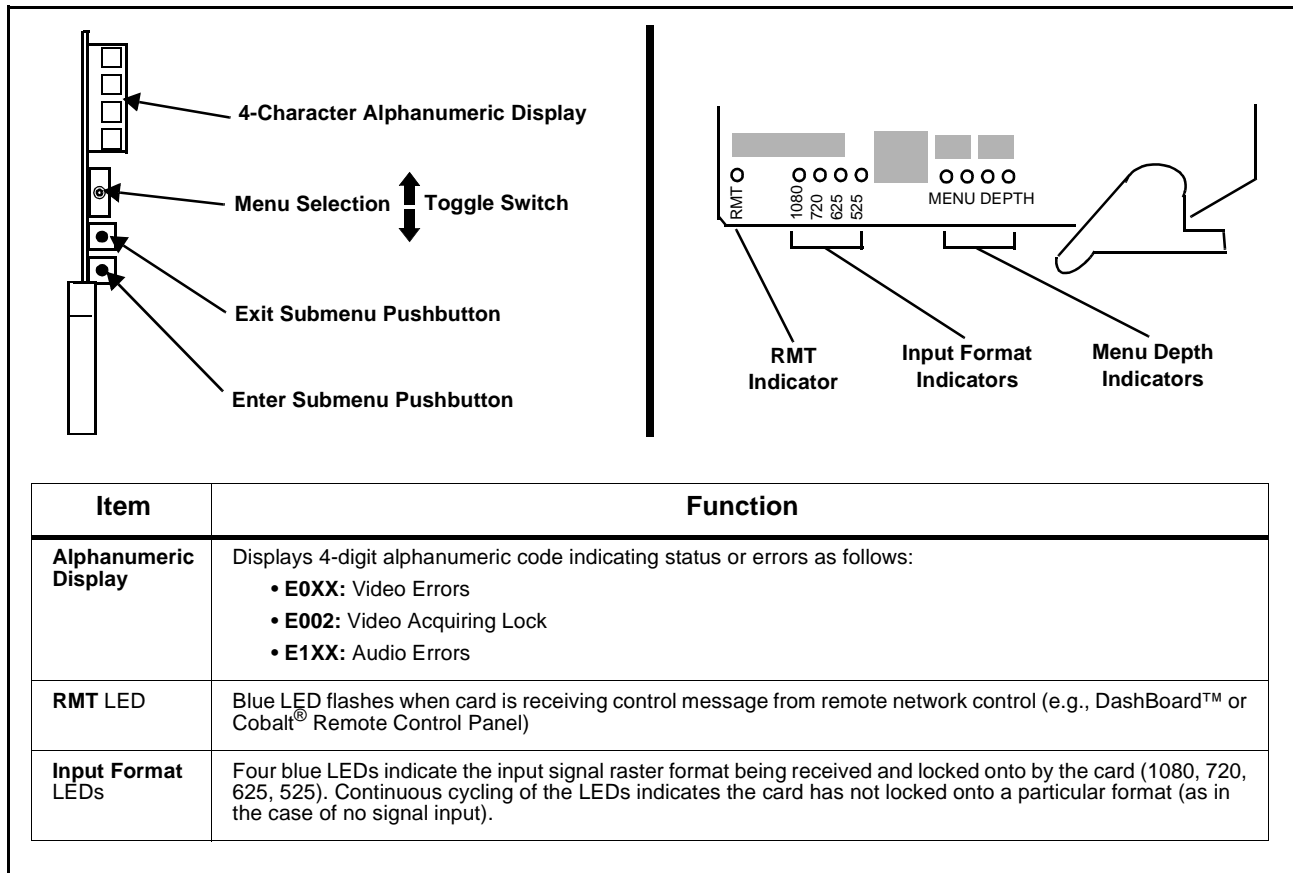 4-Character Alphanumeric Display
Menu Selection
Toggle Switch
Exit Submenu Pushbutton
Enter Submenu Pushbutton
RMT
1080
720
625
525
MENU DEPTH
RMT
Indicator
Input Format
Indicators
Menu Depth
Indicators
Item
Function
Alphanumeric
Display
Displays 4-digit alphanumeric code indicating status or errors as follows:
• E0XX: Video Errors
• E002: Video Acquiring Lock
• E1XX: Audio Errors
RMT LED
Blue LED flashes when card is receiving control message from remote network control (e.g., DashBoard™ or
Cobalt® Remote Control Panel)
Input Format
LEDs
Four blue LEDs indicate the input signal raster format being received and locked onto by the card (1080, 720,
625, 525). Continuous cycling of the LEDs indicates the card has not locked onto a particular format (as in
the case of no signal input).